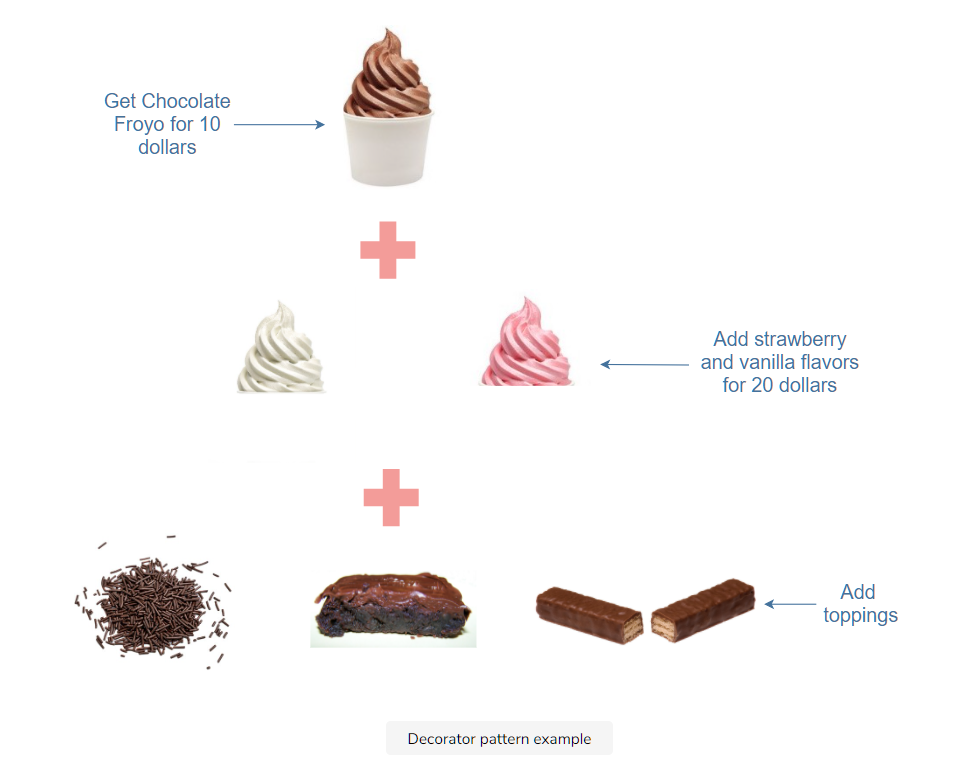 Get Chocolate
Froyo for 10
dollars
Add strawberry
and vanilla flavors
for 20 dollars
Add
toppings
Decorator pattern example